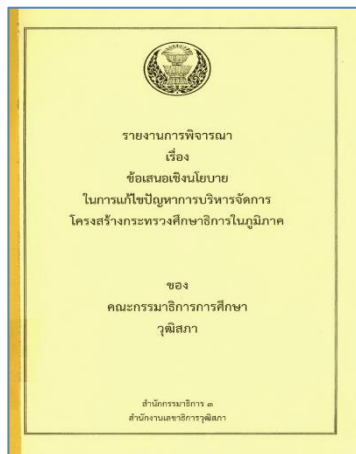 รายงานการพิจารณา
เรื่อง
ข้อเสนอเชิงนโยบาย
ในการแก้ไขปัญหาการบริหารจัดการ
โครงสร้างกระทรวงศึกษาธิการในภูมิภาค
ของ
คณะกรรมาธิการการศึกษา
วุฒิสภา
สำนักกรรมาธิการ ๓
สำนักงานเลขาธิการวุฒิสภา